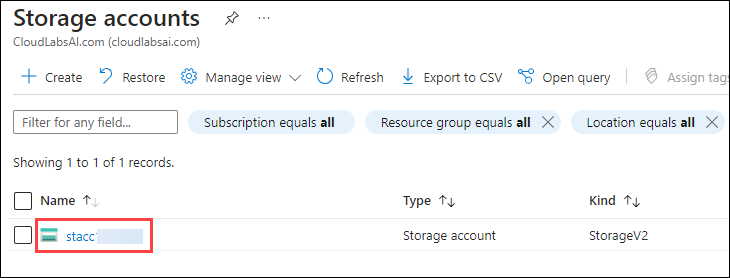 Storage accounts
CloudLabsAI.com (cloudlabsai.com)
Create Restore Manage view Refresh Export to CSV Open query Assign tags
Filter for any field... Subscription equals all Resource group equals all Location equals all
Showing 1 to 1 of 1 records.
Name Type Kind
Storage account StorageV2